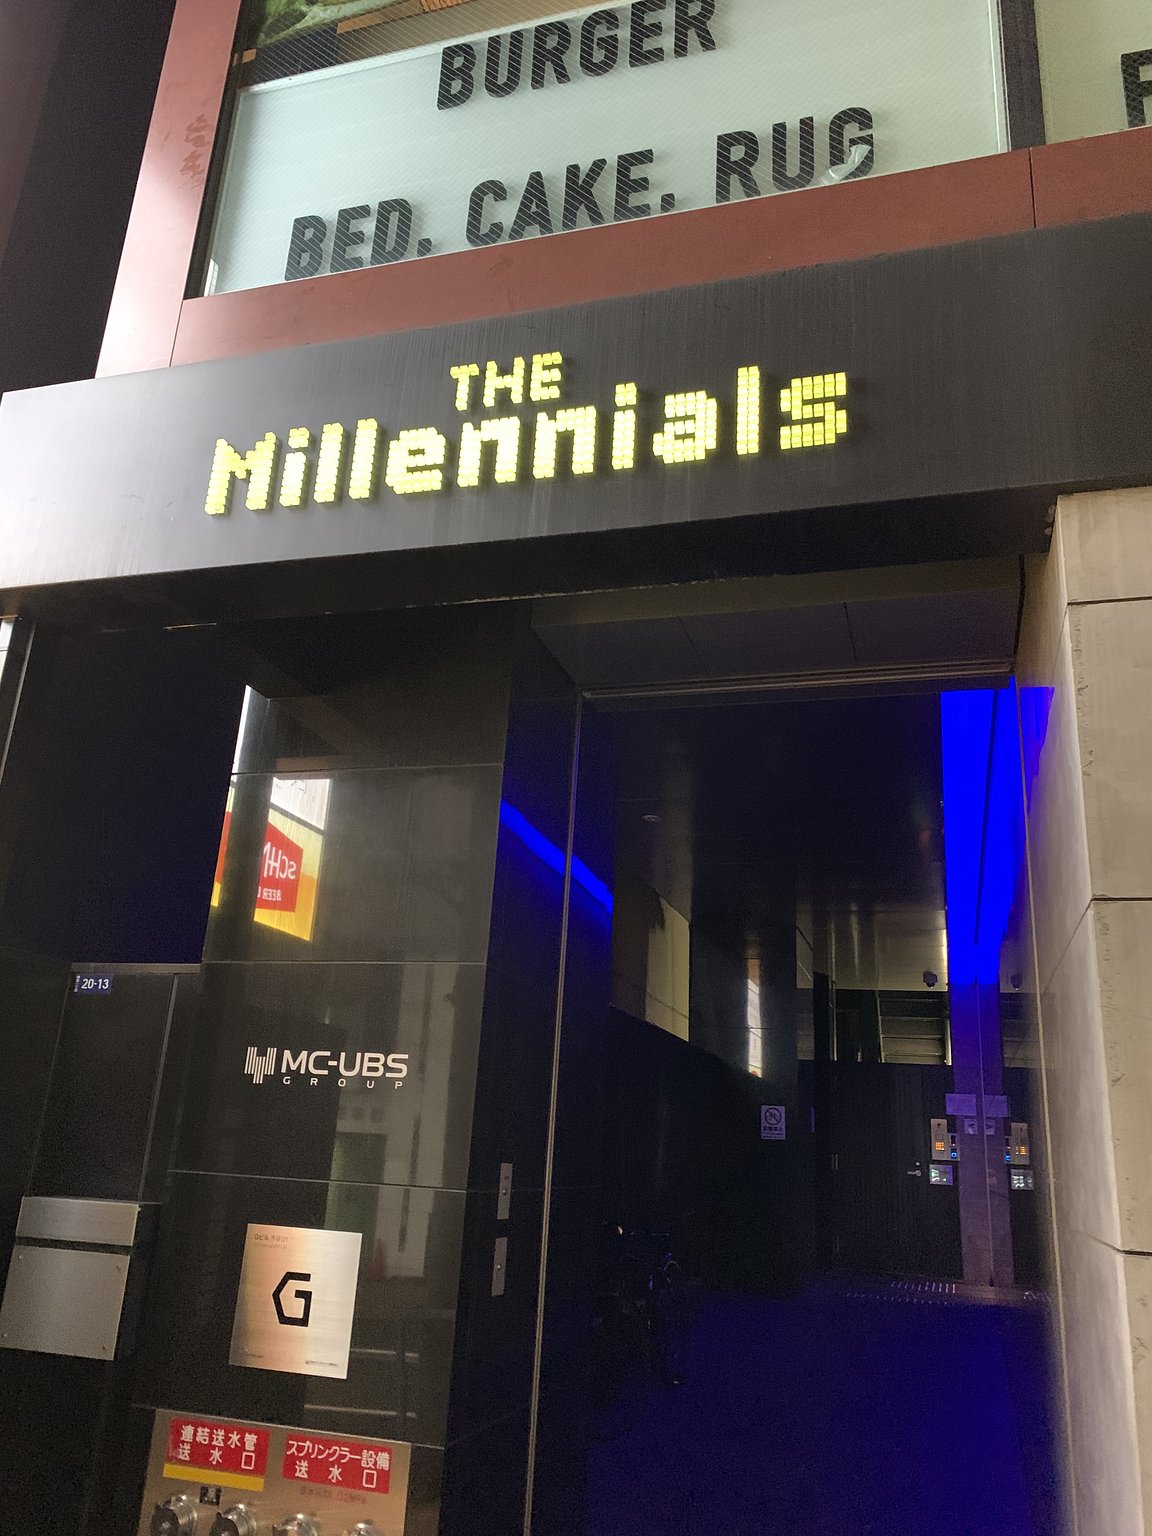 BURGER
BED. CAKE. RUG
THE
Millennials
20-13
MC-UBS
GROUP
G
連結送水管
送水口
スプリンクラー設備
送水口